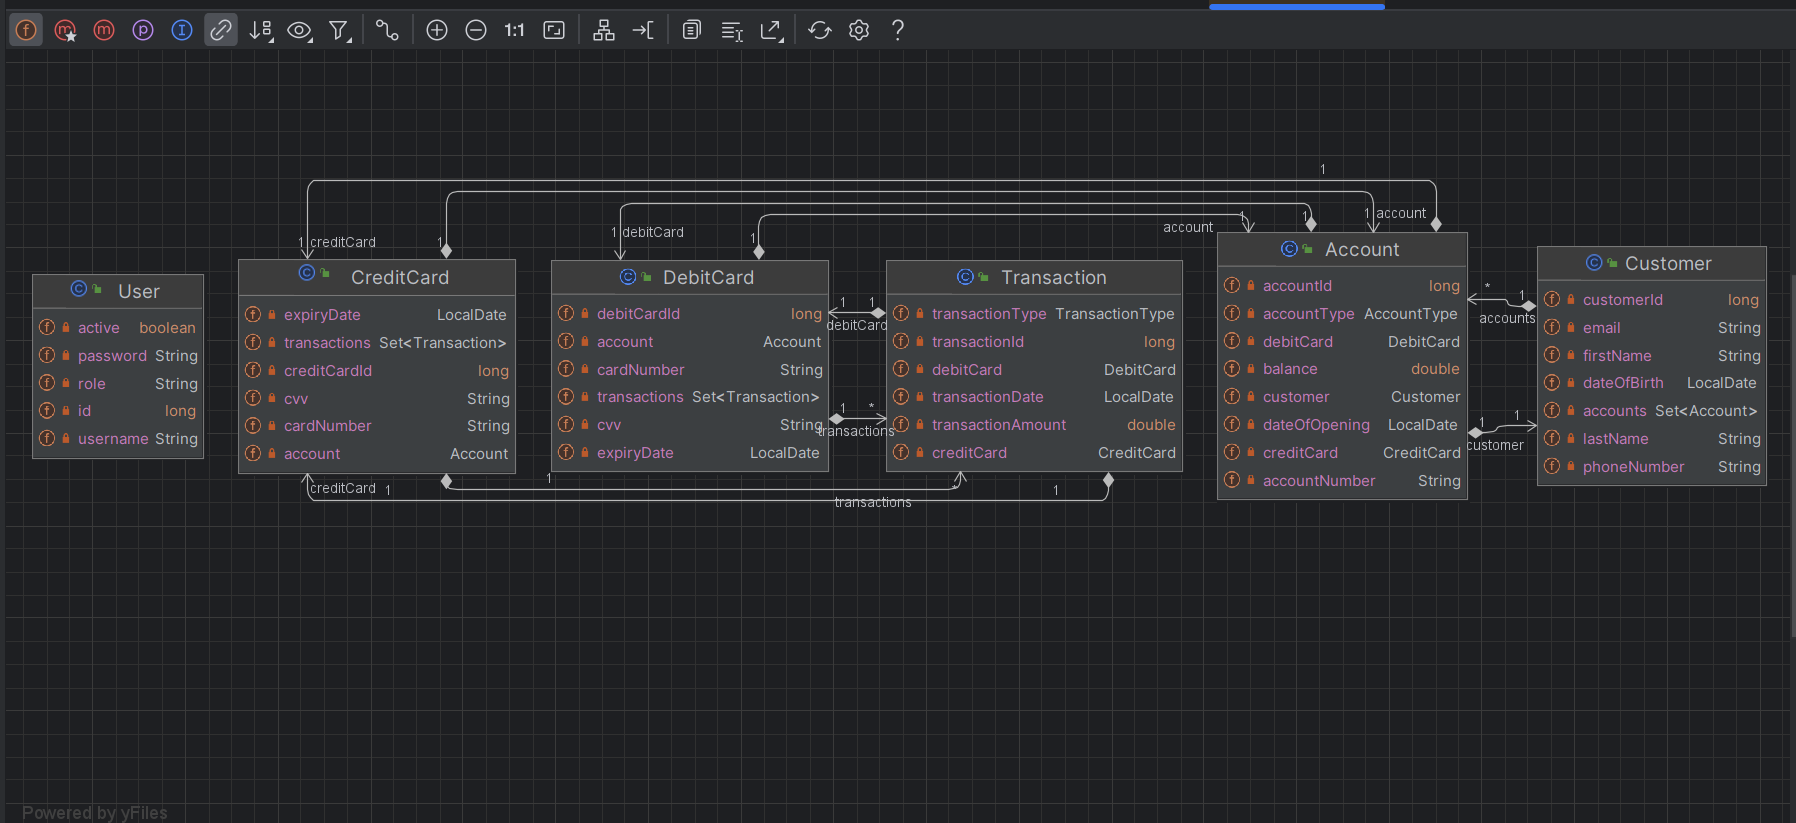 1:1
1
1 creditCard
1
1 debitCard
1
account
1
1
1 account
User
active boolean
password String
role String
id long
username String
CreditCard
expiryDate LocalDate
transactions Set<Transaction>
creditCardId long
cvv String
cardNumber String
account Account
DebitCard
debitCardId long
account Account
cardNumber String
transactions Set<Transaction>
cvv String
expiryDate LocalDate
1 1
debitCard
1 *
transactions
Transaction
transactionType TransactionType
transactionId long
debitCard DebitCard
transactionDate LocalDate
transactionAmount double
creditCard CreditCard
Account
accountId long
accountType AccountType
debitCard DebitCard
balance double
customer Customer
dateOfOpening LocalDate
creditCard CreditCard
accountNumber String
* 1
accounts
1 1
customer
Customer
customerId long
email String
firstName String
dateOfBirth LocalDate
accounts Set<Account>
lastName String
phoneNumber String
creditCard 1
1
*
1
transactions
Powered by yFiles